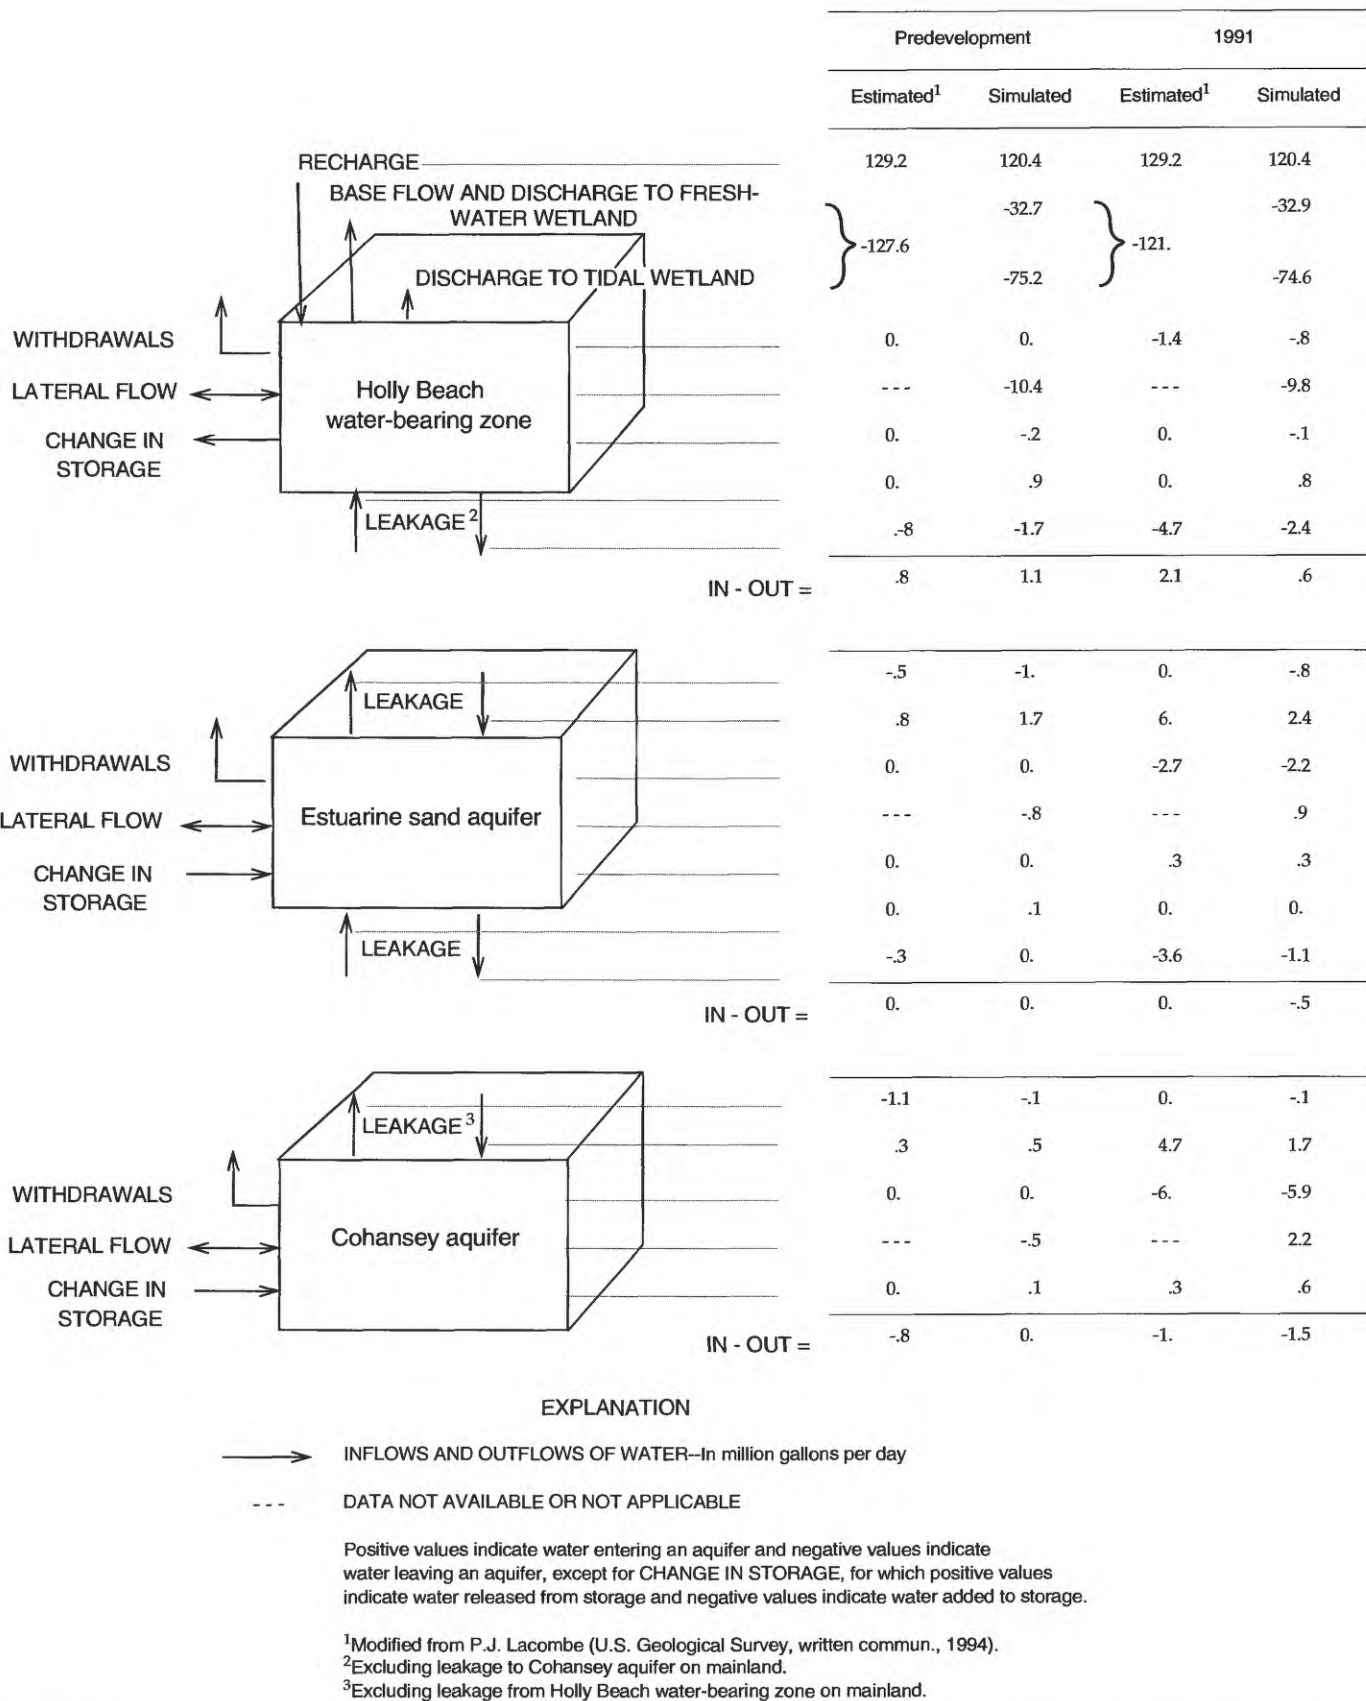 Predevelopment 1991
Estimated1 Simulated Estimated1 Simulated
RECHARGE 129.2 120.4 129.2 120.4
BASE FLOW AND DISCHARGE TO FRESH-
WATER WETLAND -32.7 -32.9
-127.6 -121.
DISCHARGE TO TIDAL WETLAND -75.2 -74.6
WITHDRAWALS 0. 0. -1.4 -.8
LATERAL FLOW --- -10.4 --- -9.8
Holly Beach
water-bearing zone
CHANGE IN
STORAGE 0. -.2 0. -.1
0. .9 0. .8
LEAKAGE2
.-8 -1.7 -4.7 -2.4
IN - OUT = .8 1.1 2.1 .6
-.5 -1. 0. -.8
LEAKAGE
.8 1.7 6. 2.4
WITHDRAWALS 0. 0. -2.7 -2.2
LATERAL FLOW --- -.8 --- .9
Estuarine sand aquifer
CHANGE IN
STORAGE 0. 0. .3 .3
0. .1 0. 0.
LEAKAGE
-.3 0. -3.6 -1.1
IN - OUT = 0. 0. 0. -.5
-1.1 -.1 0. -.1
LEAKAGE3
.3 .5 4.7 1.7
WITHDRAWALS 0. 0. -6. -5.9
LATERAL FLOW --- -.5 --- 2.2
Cohansey aquifer
CHANGE IN
STORAGE 0. .1 .3 .6
IN - OUT = -.8 0. -1. -1.5
EXPLANATION
INFLOWS AND OUTFLOWS OF WATER--In million gallons per day
--- DATA NOT AVAILABLE OR NOT APPLICABLE
Positive values indicate water entering an aquifer and negative values indicate
water leaving an aquifer, except for CHANGE IN STORAGE, for which positive values
indicate water released from storage and negative values indicate water added to storage.
1Modified from P.J. Lacombe (U.S. Geological Survey, written commun., 1994).
2Excluding leakage to Cohansey aquifer on mainland.
3Excluding leakage from Holly Beach water-bearing zone on mainland.